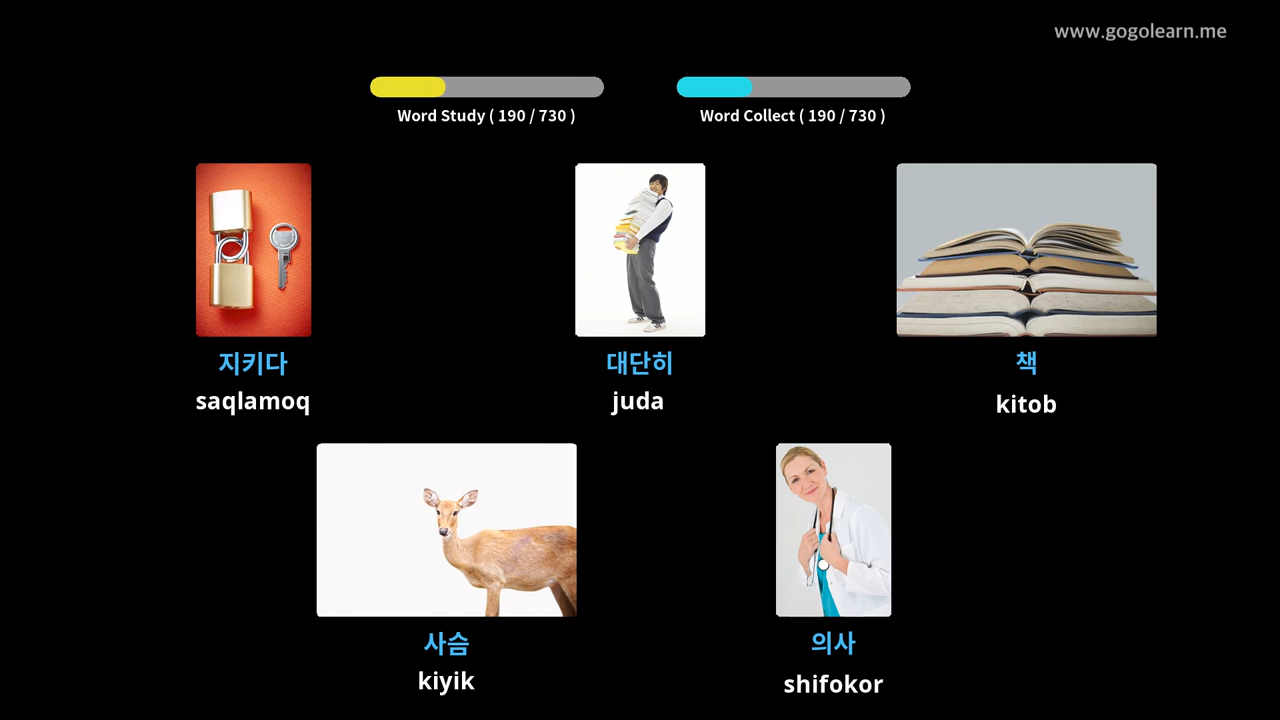 www.gogolearn.me
Word Study ( 190 / 730 )
Word Collect ( 190 / 730 )
지키다
saqlamoq
대단히
juda
책
kitob
사슴
kiyik
의사
shifokor